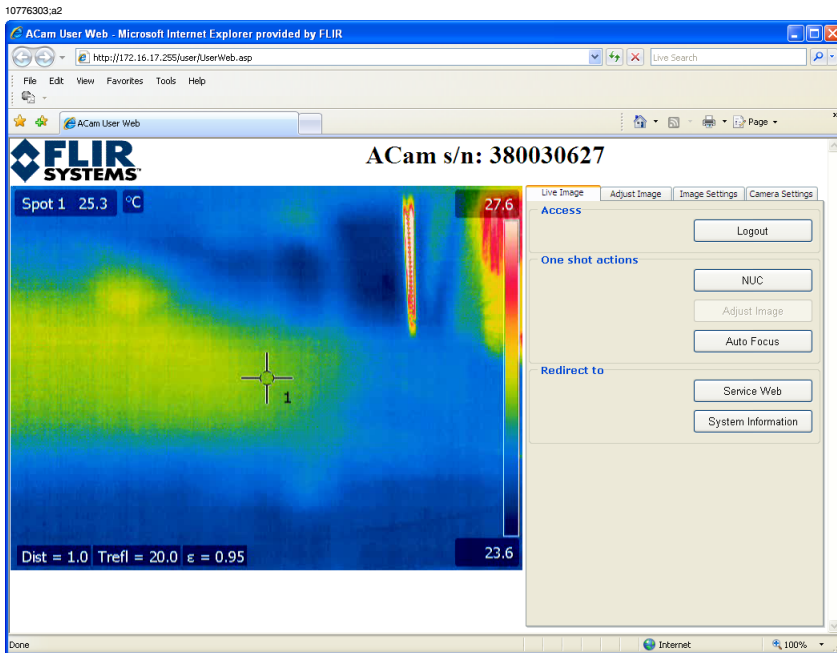 10776303;a2
ACam User Web - Microsoft Internet Explorer provided by FLIR
http://172.16.17.255/user/UserWeb.asp
Live Search
File Edit View Favorites Tools Help
ACam User Web
Page
»
FLIR
SYSTEMS™
ACam s/n: 380030627
Live Image Adjust Image Image Settings Camera Settings
Spot 1 25.3 °C
27.6
Access
Logout
One shot actions
NUC
Adjust Image
Auto Focus
Redirect to
1
Service Web
System Information
Dist = 1.0 Trefl = 20.0 ε = 0.95
23.6
Done
Internet
100%